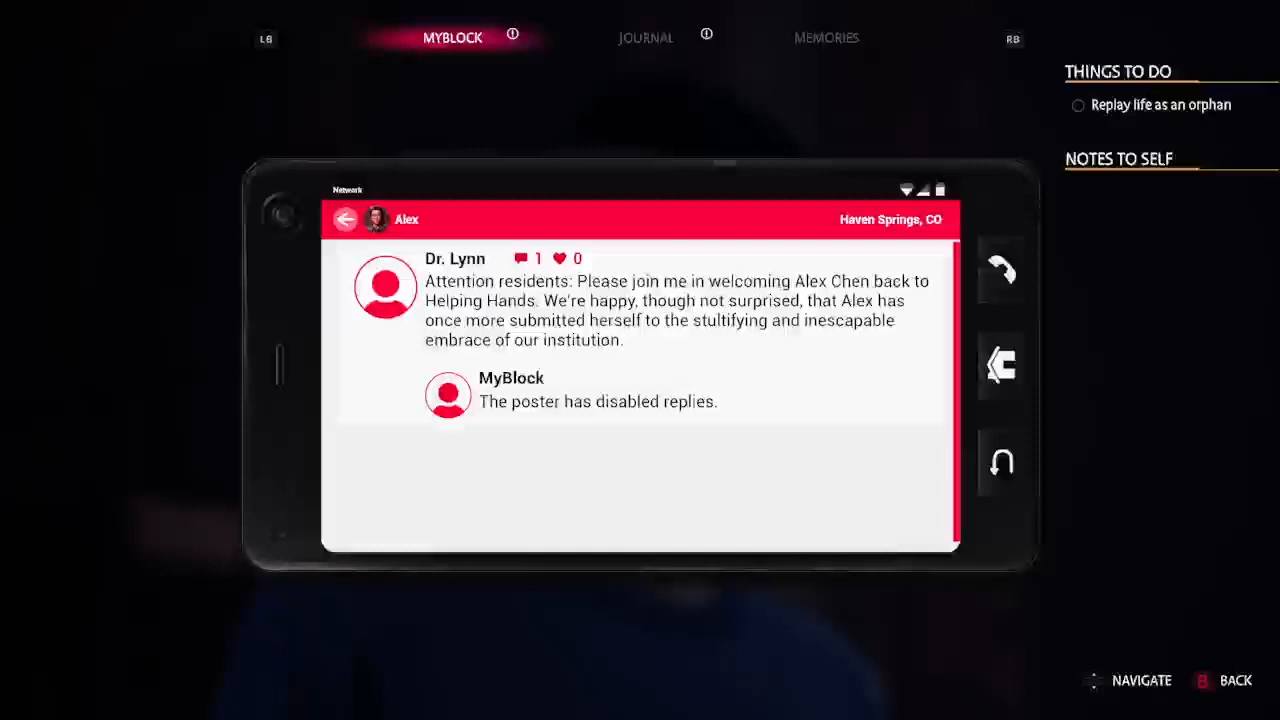 LB
MYBLOCK
JOURNAL
MEMORIES
RB
THINGS TO DO
Replay life as an orphan
NOTES TO SELF
Network
Alex
Haven Springs, CO
Dr. Lynn 1 0
Attention residents: Please join me in welcoming Alex Chen back to
Helping Hands. We're happy, though not surprised, that Alex has
once more submitted herself to the stultifying and inescapable
embrace of our institution.
MyBlock
The poster has disabled replies.
NAVIGATE
B BACK